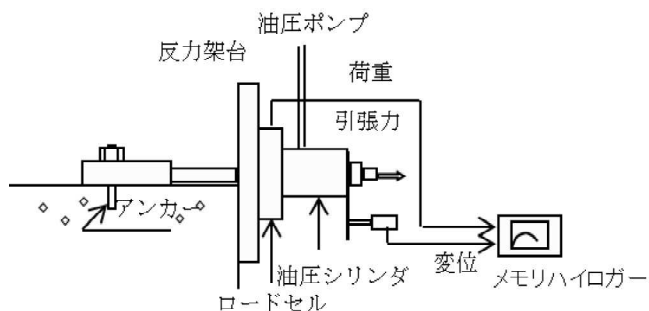 油圧ポンプ
反力架台
荷重
引張力
アンカー
油圧シリンダ
変位
メモリハイロガー
ロードセル